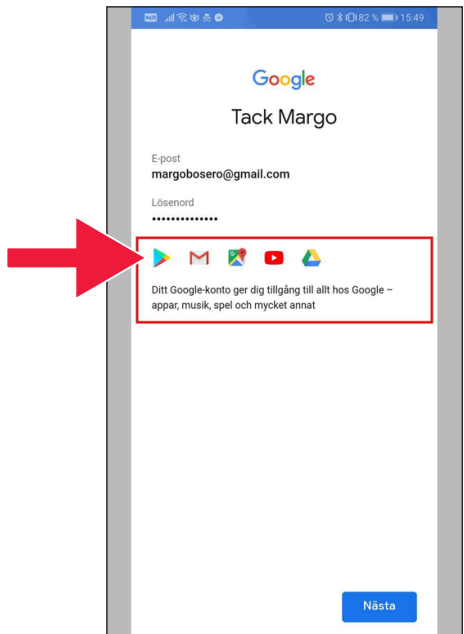 82 % 15:49
Google
Tack Margo
E-post
margobosero@gmail.com
Lösenord
••••••••••••••
Ditt Google-konto ger dig tillgång till allt hos Google –
appar, musik, spel och mycket annat
Nästa